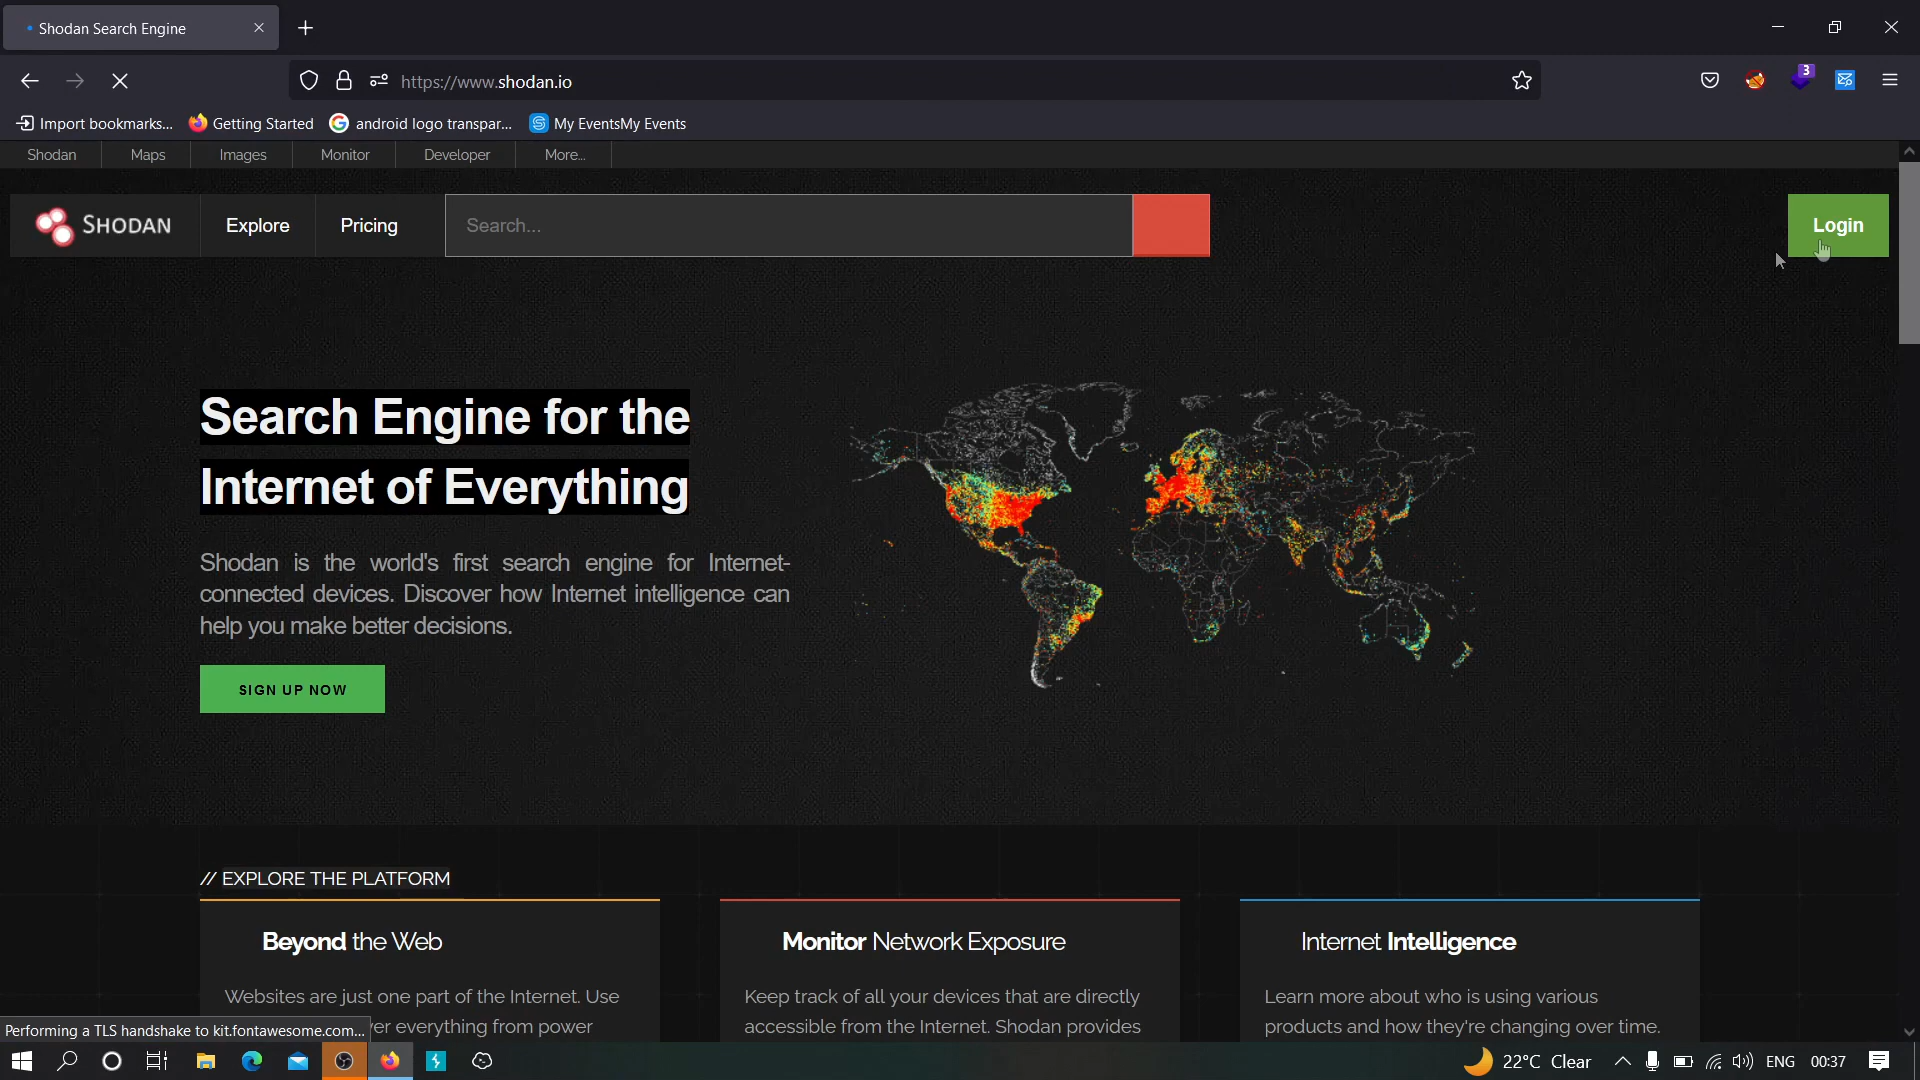 Shodan Search Engine
https://www.shodan.io
3
Import bookmarks...
Getting Started
android logo transpar...
My EventsMy Events
Shodan
Maps
Images
Monitor
Developer
More...
SHODAN
Explore
Pricing
Search...
Login
Search Engine for the
Internet of Everything
Shodan is the world's first search engine for Internet-
connected devices. Discover how Internet intelligence can
help you make better decisions.
SIGN UP NOW
// EXPLORE THE PLATFORM
Beyond the Web
Websites are just one part of the Internet. Use
er everything from power
Monitor Network Exposure
Keep track of all your devices that are directly
accessible from the Internet. Shodan provides
Internet Intelligence
Learn more about who is using various
products and how they're changing over time.
Performing a TLS handshake to kit.fontawesome.com...
22°C Clear
ENG
00:37